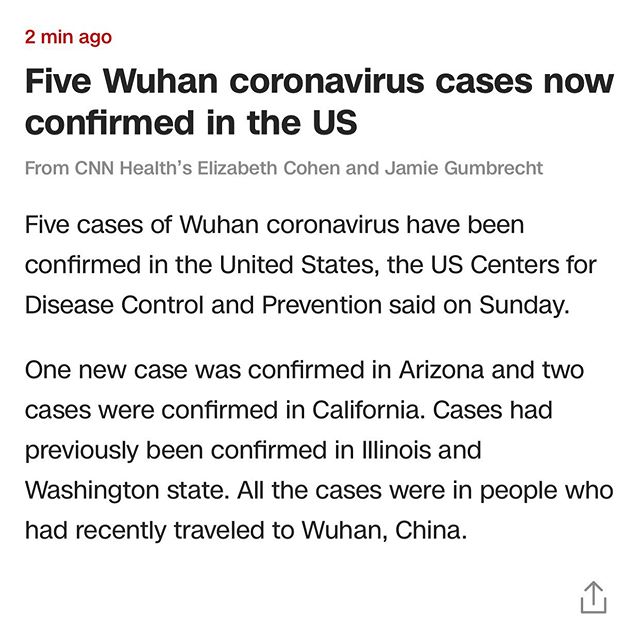 2 min ago
Five Wuhan coronavirus cases now
confirmed in the US
From CNN Health’s Elizabeth Cohen and Jamie Gumbrecht
Five cases of Wuhan coronavirus have been
confirmed in the United States, the US Centers for
Disease Control and Prevention said on Sunday.
One new case was confirmed in Arizona and two
cases were confirmed in California. Cases had
previously been confirmed in Illinois and
Washington state. All the cases were in people who
had recently traveled to Wuhan, China.